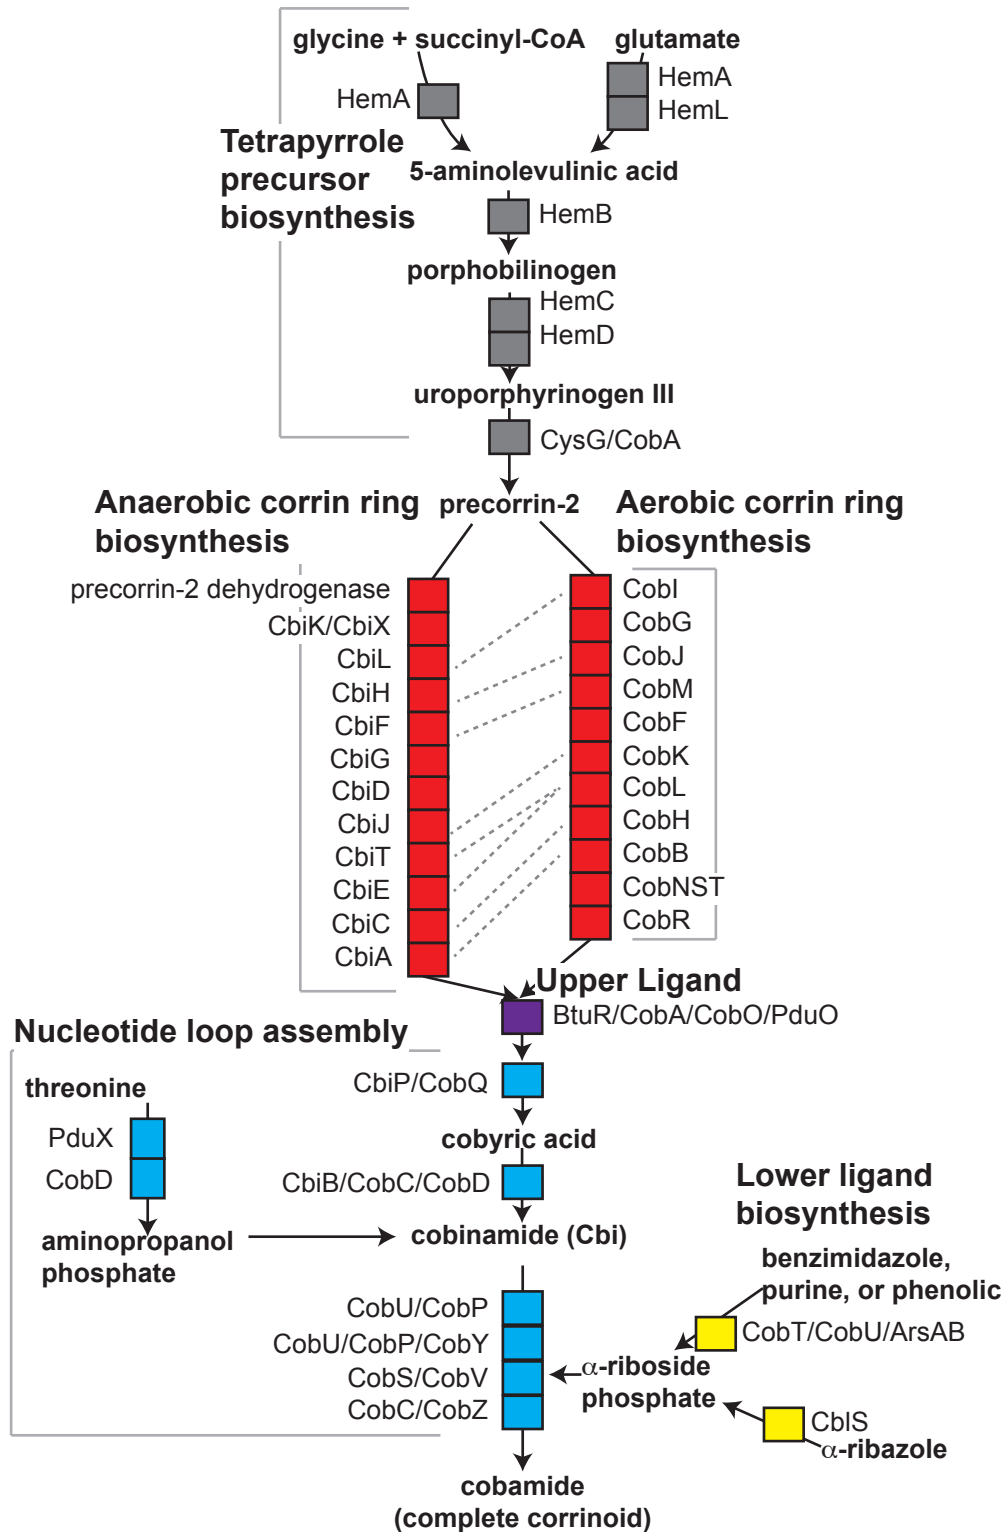 glycine + succinyl-CoA
glutamate
HemA
HemA
HemL
Tetrapyrrole
precursor
biosynthesis
5-aminolevulinic acid
HemB
porphobilinogen
HemC
HemD
uroporphyrinogen III
CysG/CobA
Anaerobic corrin ring
biosynthesis
precorrin-2
Aerobic corrin ring
biosynthesis
precorrin-2 dehydrogenase
CbiK/CbiX
CbiL
CbiH
CbiF
CbiG
CbiD
CbiJ
CbiT
CbiE
CbiC
CbiA
CobI
CobG
CobJ
CobM
CobF
CobK
CobL
CobH
CobB
CobNST
CobR
Upper Ligand
BtuR/CobA/CobO/PduO
Nucleotide loop assembly
threonine
PduX
CobD
aminopropanol
phosphate
CbiP/CobQ
cobyric acid
CbiB/CobC/CobD
cobinamide (Cbi)
Lower ligand
biosynthesis
benzimidazole,
purine, or phenolic
CobT/CobU/ArsAB
α-riboside
phosphate
CblS
α-ribazole
CobU/CobP
CobU/CobP/CobY
CobS/CobV
CobC/CobZ
cobamide
(complete corrinoid)